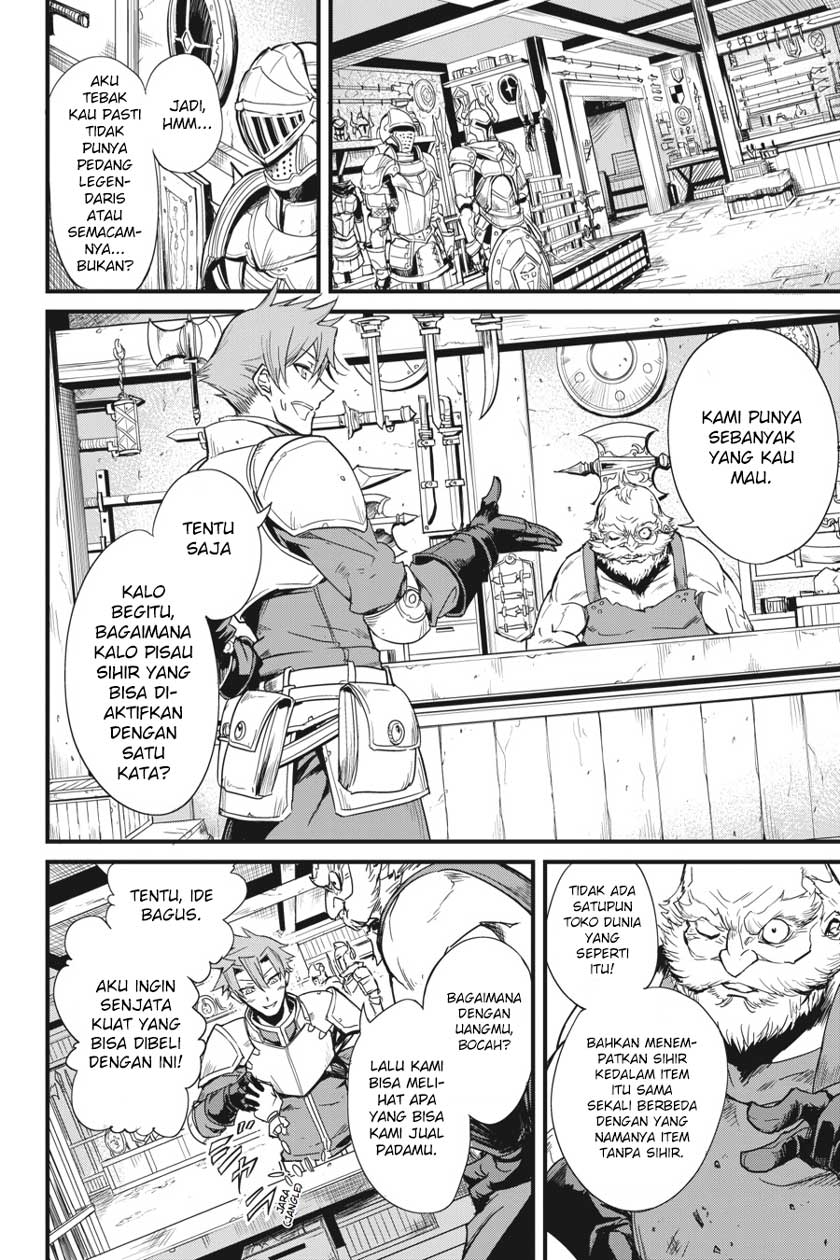 JADI,
HMM...
AKU
TEBAK
KAU PASTI
TIDAK
PUNYA
PEDANG
LEGEN-
DARIS
ATAU
SEMACAM-
NYA...
BUKAN?
KAMI PUNYA
SEBANYAK
YANG KAU
MAU.
TENTU
SAJA
KALO
BEGITU,
BAGAIMANA
KALO PISAU
SIHIR YANG
BISA DI-
AKTIFKAN
DENGAN
SATU
KATA?
TIDAK ADA
SATUPUN
TOKO DUNIA
YANG
SEPERTI
ITU!
BAHKAN MENEM-
PATKAN SIHIR
KEDALAM ITEM
ITU SAMA
SEKALI BERBEDA
DENGAN YANG
NAMANYA ITEM
TANPA SIHIR.
BAGAIMANA
DENGAN
UANGMU,
BOCAH?
LALU KAMI
BISA MELI-
HAT APA
YANG BISA
KAMI JUAL
PADAMU.
TENTU, IDE
BAGUS.
AKU INGIN
SENJATA
KUAT YANG
BISA DIBELI
DENGAN INI!
JARA
(JANGLE)